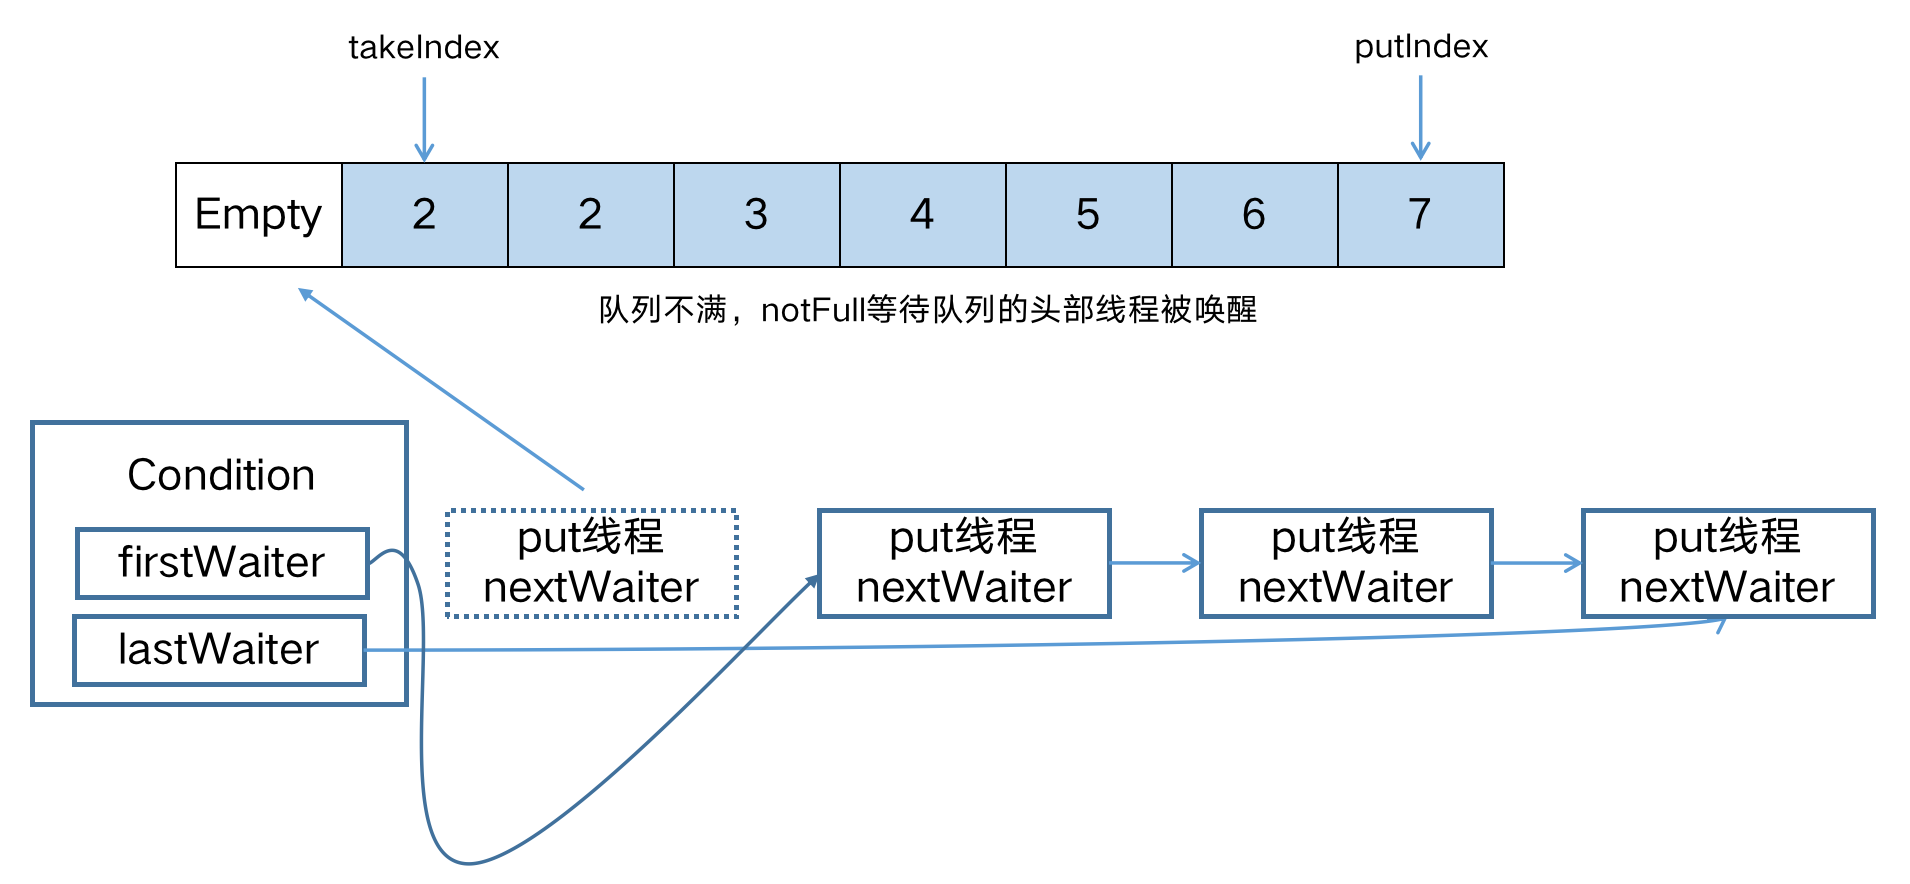 takeIndex
putIndex
Empty 2 2 3 4 5 6 7
队列不满，notFull等待队列的头部线程被唤醒
Condition
firstWaiter
lastWaiter
put线程
nextWaiter
put线程
nextWaiter
put线程
nextWaiter
put线程
nextWaiter